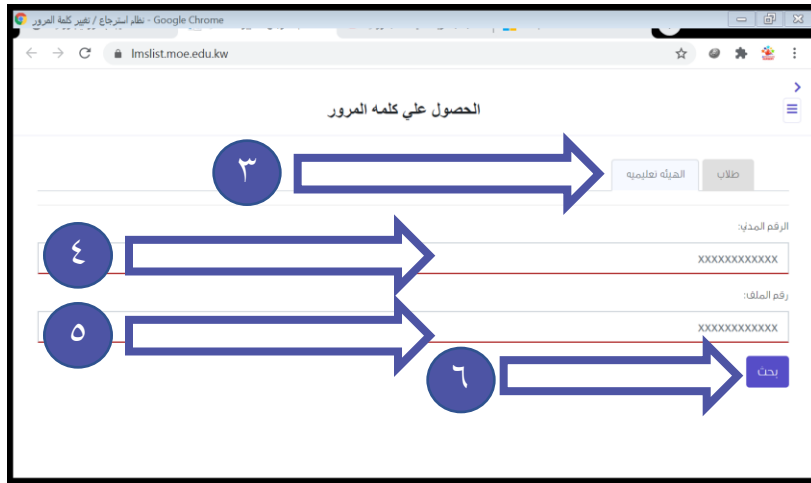 نظام استرجاع / تغيير كلمة المرور - Google Chrome
lmslist.moe.edu.kw
الحصول علي كلمه المرور
طلاب
الهيئه تعليميه
٣
الرقم المدني:
xxxxxxxxxxxx
٤
رقم الملف:
xxxxxxxxxxxx
٥
بحث
٦